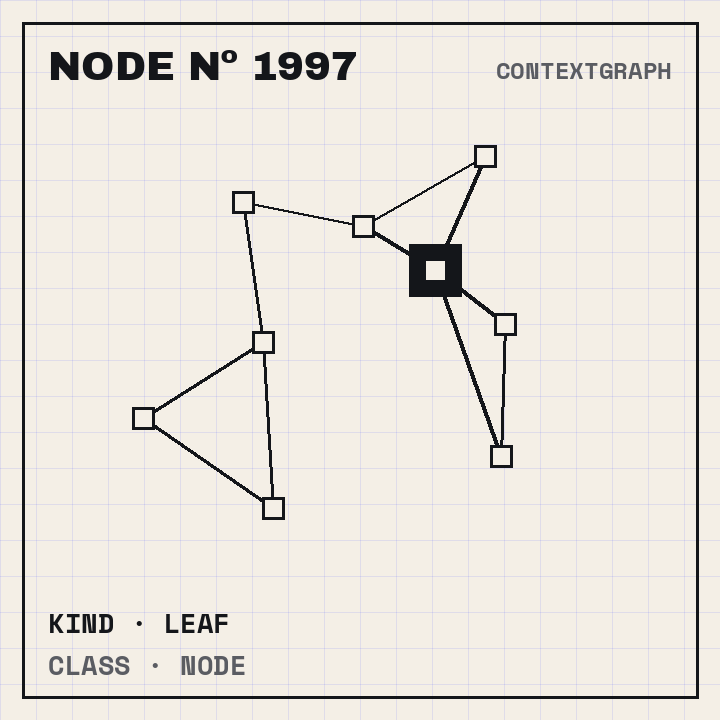 NODE Nº 1997
CONTEXTGRAPH
KIND · LEAF
CLASS · NODE